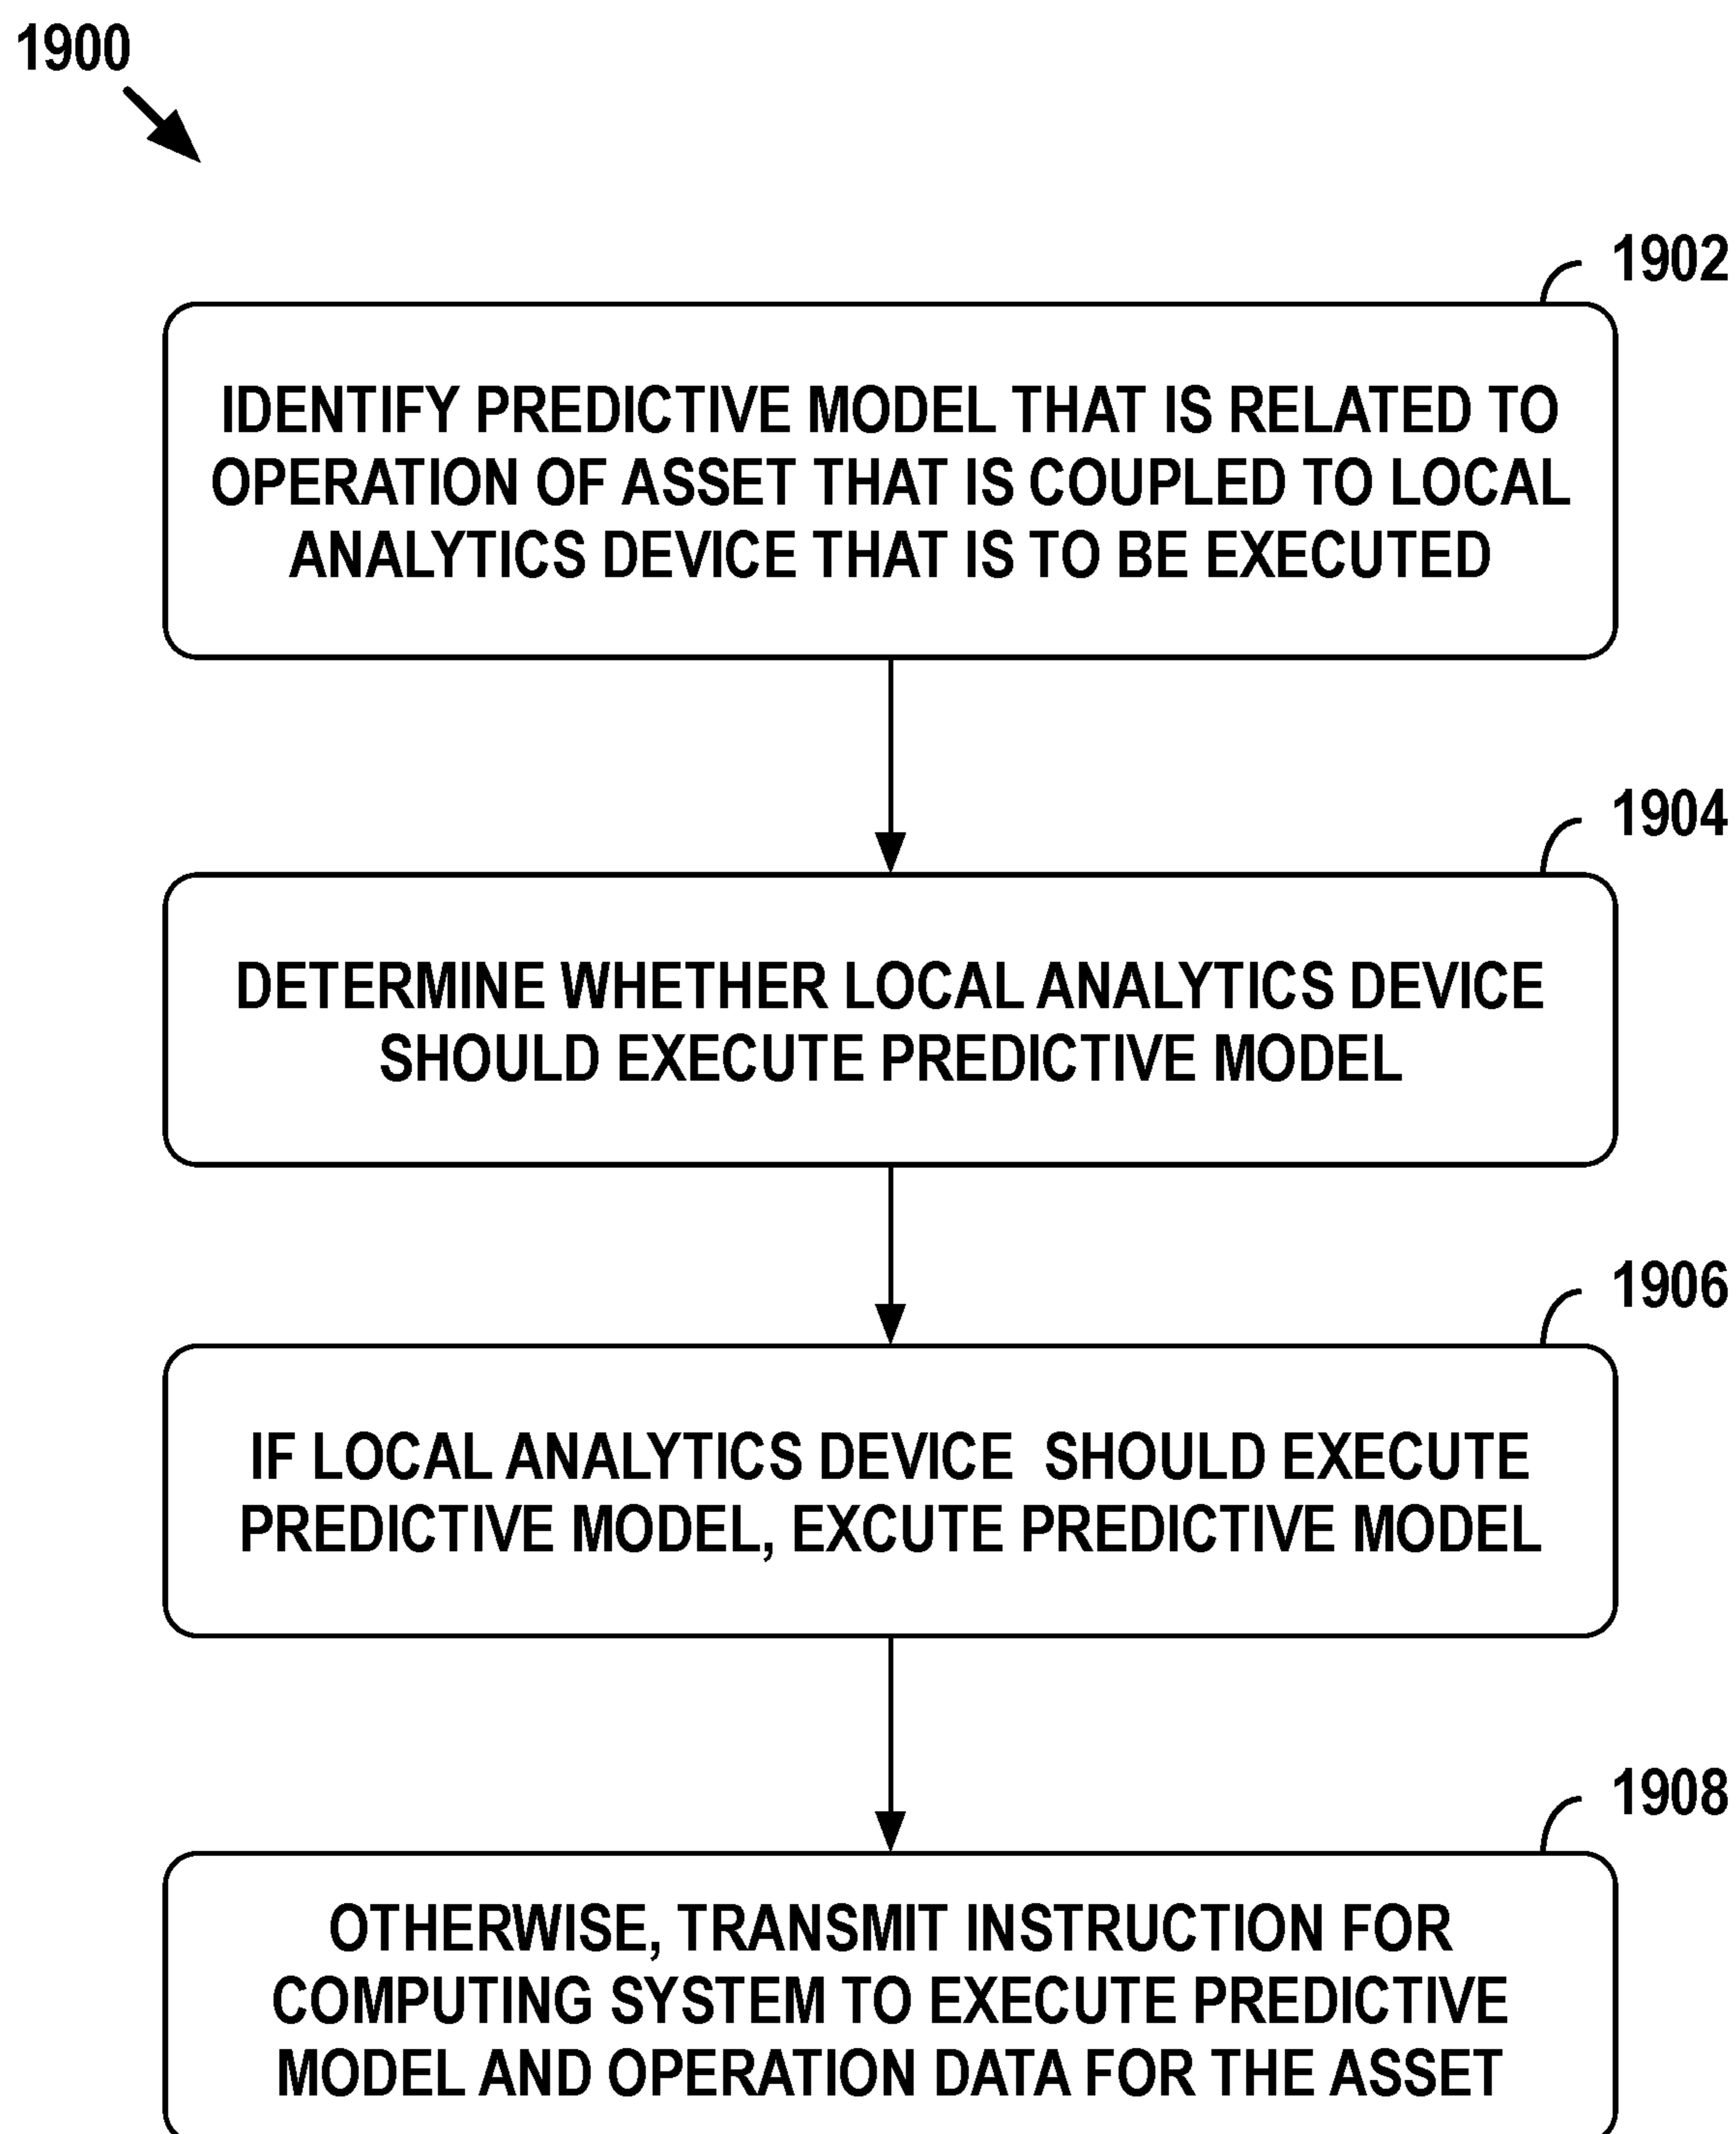 1900
1902
IDENTIFY PREDICTIVE MODEL THAT IS RELATED TO
OPERATION OF ASSET THAT IS COUPLED TO LOCAL
ANALYTICS DEVICE THAT IS TO BE EXECUTED
1904
DETERMINE WHETHER LOCAL ANALYTICS DEVICE
SHOULD EXECUTE PREDICTIVE MODEL
1906
IF LOCAL ANALYTICS DEVICE SHOULD EXECUTE
PREDICTIVE MODEL, EXCUTE PREDICTIVE MODEL
1908
OTHERWISE, TRANSMIT INSTRUCTION FOR
COMPUTING SYSTEM TO EXECUTE PREDICTIVE
MODEL AND OPERATION DATA FOR THE ASSET